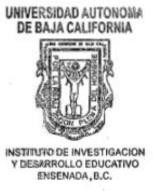 UNIVERSIDAD AUTONOMA
DE BAJA CALIFORNIA
INSTITUTO DE INVESTIGACION
Y DESARROLLO EDUCATIVO
ENSENADA, B.C.